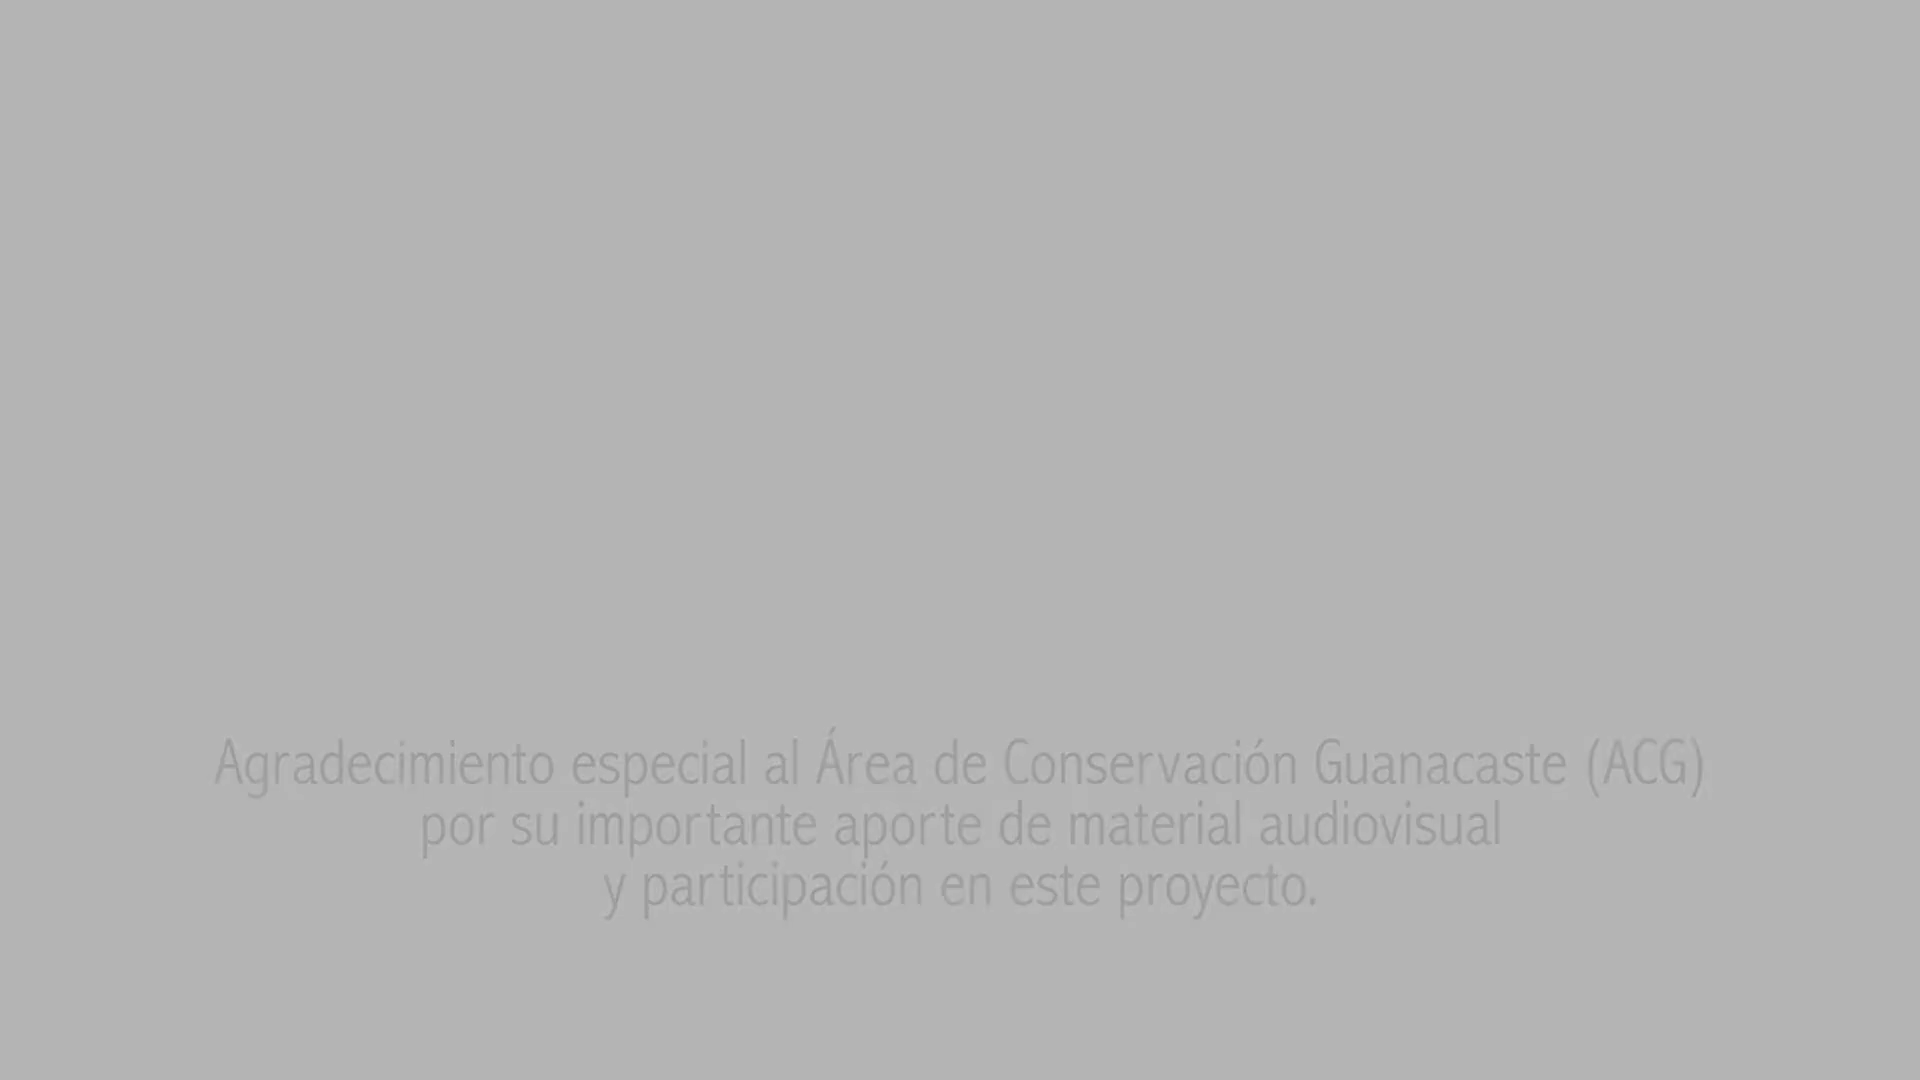 Agradecimiento especial al Área de Conservación Guanacaste (ACG)
por su importante aporte de material audiovisual
y participación en este proyecto.